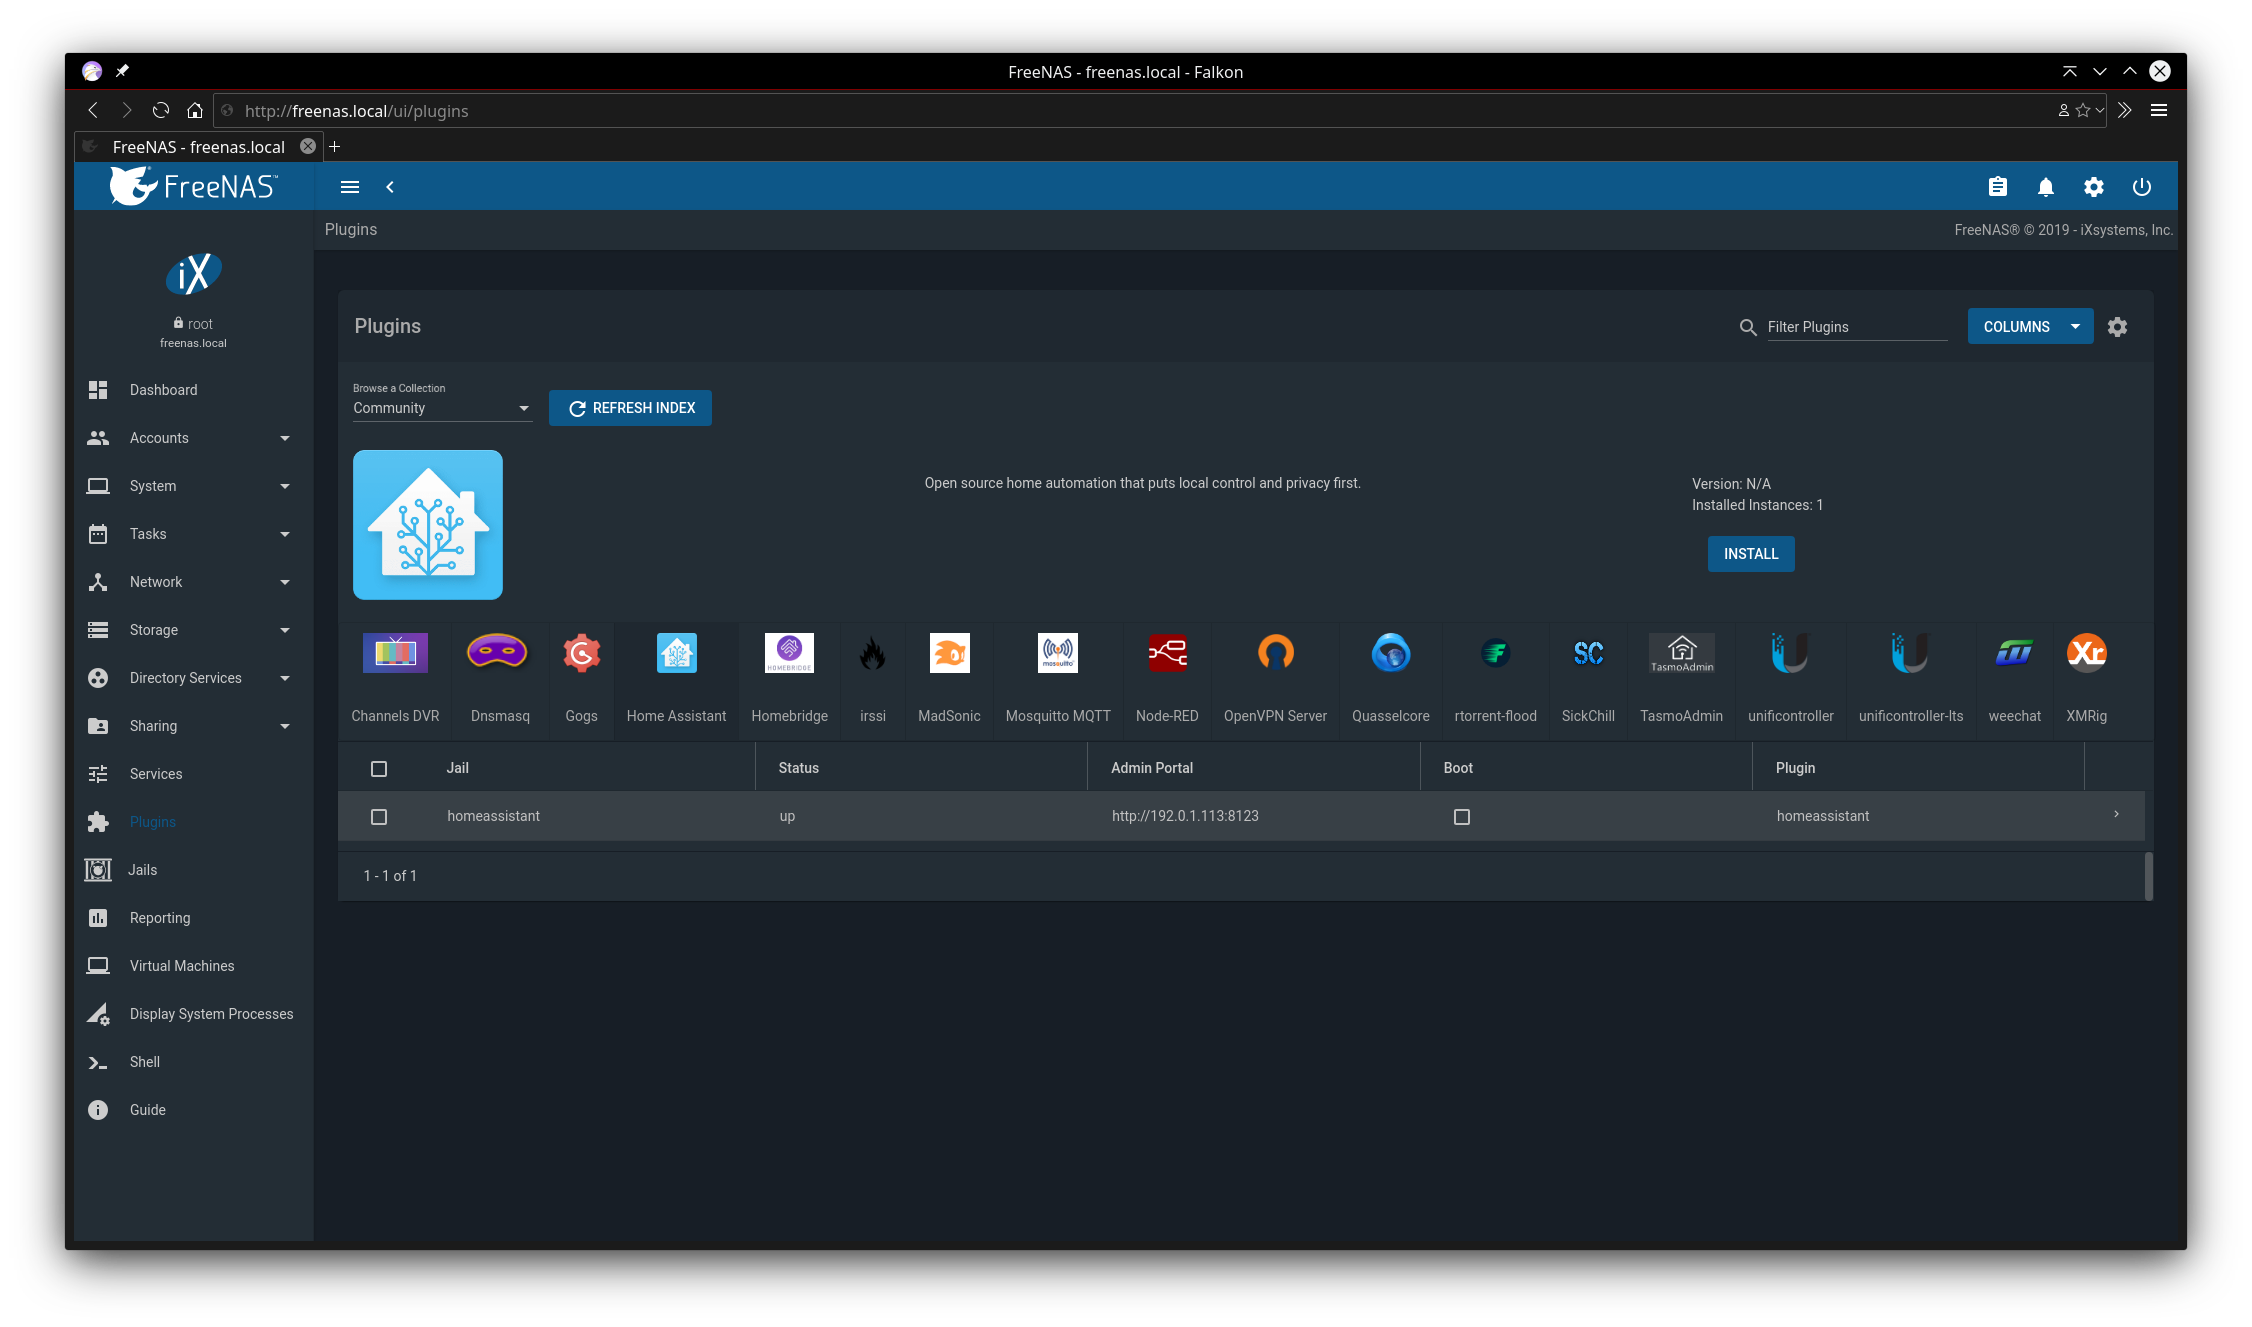 FreeNAS - freenas.local - Falkon
http://freenas.local/ui/plugins
FreeNAS - freenas.local
FreeNAS™
Plugins
FreeNAS® © 2019 - iXsystems, Inc.
iX
root
freenas.local
Dashboard
Accounts
System
Tasks
Network
Storage
Directory Services
Sharing
Services
Plugins
Jails
Reporting
Virtual Machines
Display System Processes
Shell
Guide
Plugins
Filter Plugins
COLUMNS
Browse a Collection
Community
REFRESH INDEX
Open source home automation that puts local control and privacy first.
Version: N/A
Installed Instances: 1
INSTALL
HOMEBRIDGE
mosquitto
SC
TasmoAdmin
Xr
Channels DVR
Dnsmasq
Gogs
Home Assistant
Homebridge
irssi
MadSonic
Mosquitto MQTT
Node-RED
OpenVPN Server
Quasselcore
rtorrent-flood
SickChill
TasmoAdmin
unificontroller
unificontroller-lts
weechat
XMRig
Jail Status Admin Portal Boot Plugin
homeassistant up http://192.0.1.113:8123 homeassistant
1 - 1 of 1